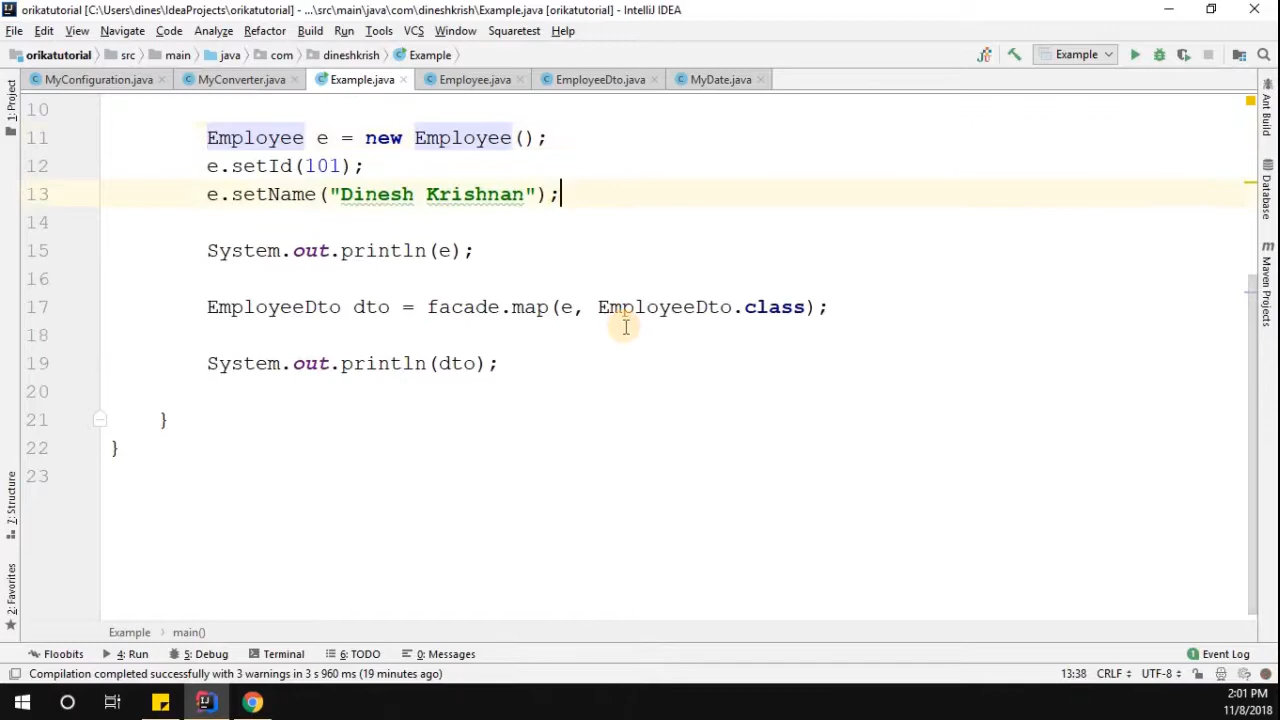 orikatutorial [C:\Users\dines\IdeaProjects\orikatutorial] - ...\src\main\java\com\dineshkrish\Example.java [orikatutorial] - IntelliJ IDEA
File Edit View Navigate Code Analyze Refactor Build Run Tools VCS Window Squaretest Help
orikatutorial src main java com dineshkrish Example Example
MyConfiguration.java MyConverter.java Example.java Employee.java EmployeeDto.java MyDate.java
1: Project
7: Structure
2: Favorites
10
11 Employee e = new Employee();
12 e.setId(101);
13 e.setName("Dinesh Krishnan");
14
15 System.out.println(e);
16
17 EmployeeDto dto = facade.map(e, EmployeeDto.class);
18
19 System.out.println(dto);
20
21 }
22 }
23
Ant Build
Database
Maven Projects
Example main()
Floobits 4: Run 5: Debug Terminal 6: TODO 0: Messages 1 Event Log
Compilation completed successfully with 3 warnings in 3 s 960 ms (19 minutes ago) 13:38 CRLF UTF-8
2:01 PM
11/8/2018